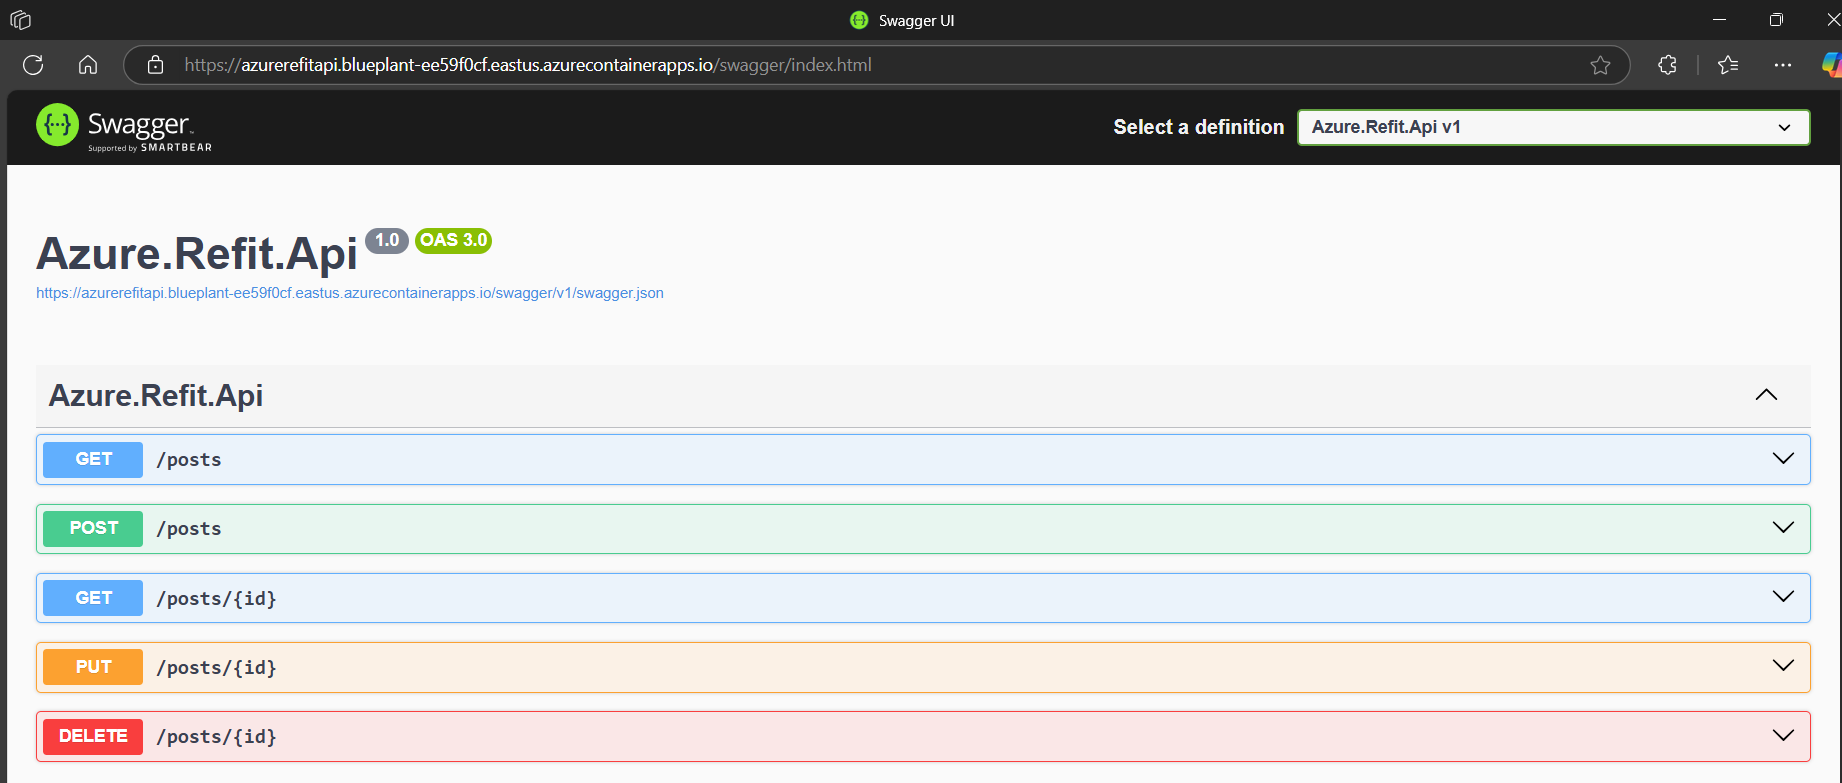 Swagger UI
https://azurerefitapi.blueplant-ee59f0cf.eastus.azurecontainerapps.io/swagger/index.html
Swagger
Supported by SMARTBEAR
Select a definition
Azure.Refit.Api v1
Azure.Refit.Api 1.0 OAS 3.0
https://azurerefitapi.blueplant-ee59f0cf.eastus.azurecontainerapps.io/swagger/v1/swagger.json
Azure.Refit.Api
GET /posts
POST /posts
GET /posts/{id}
PUT /posts/{id}
DELETE /posts/{id}